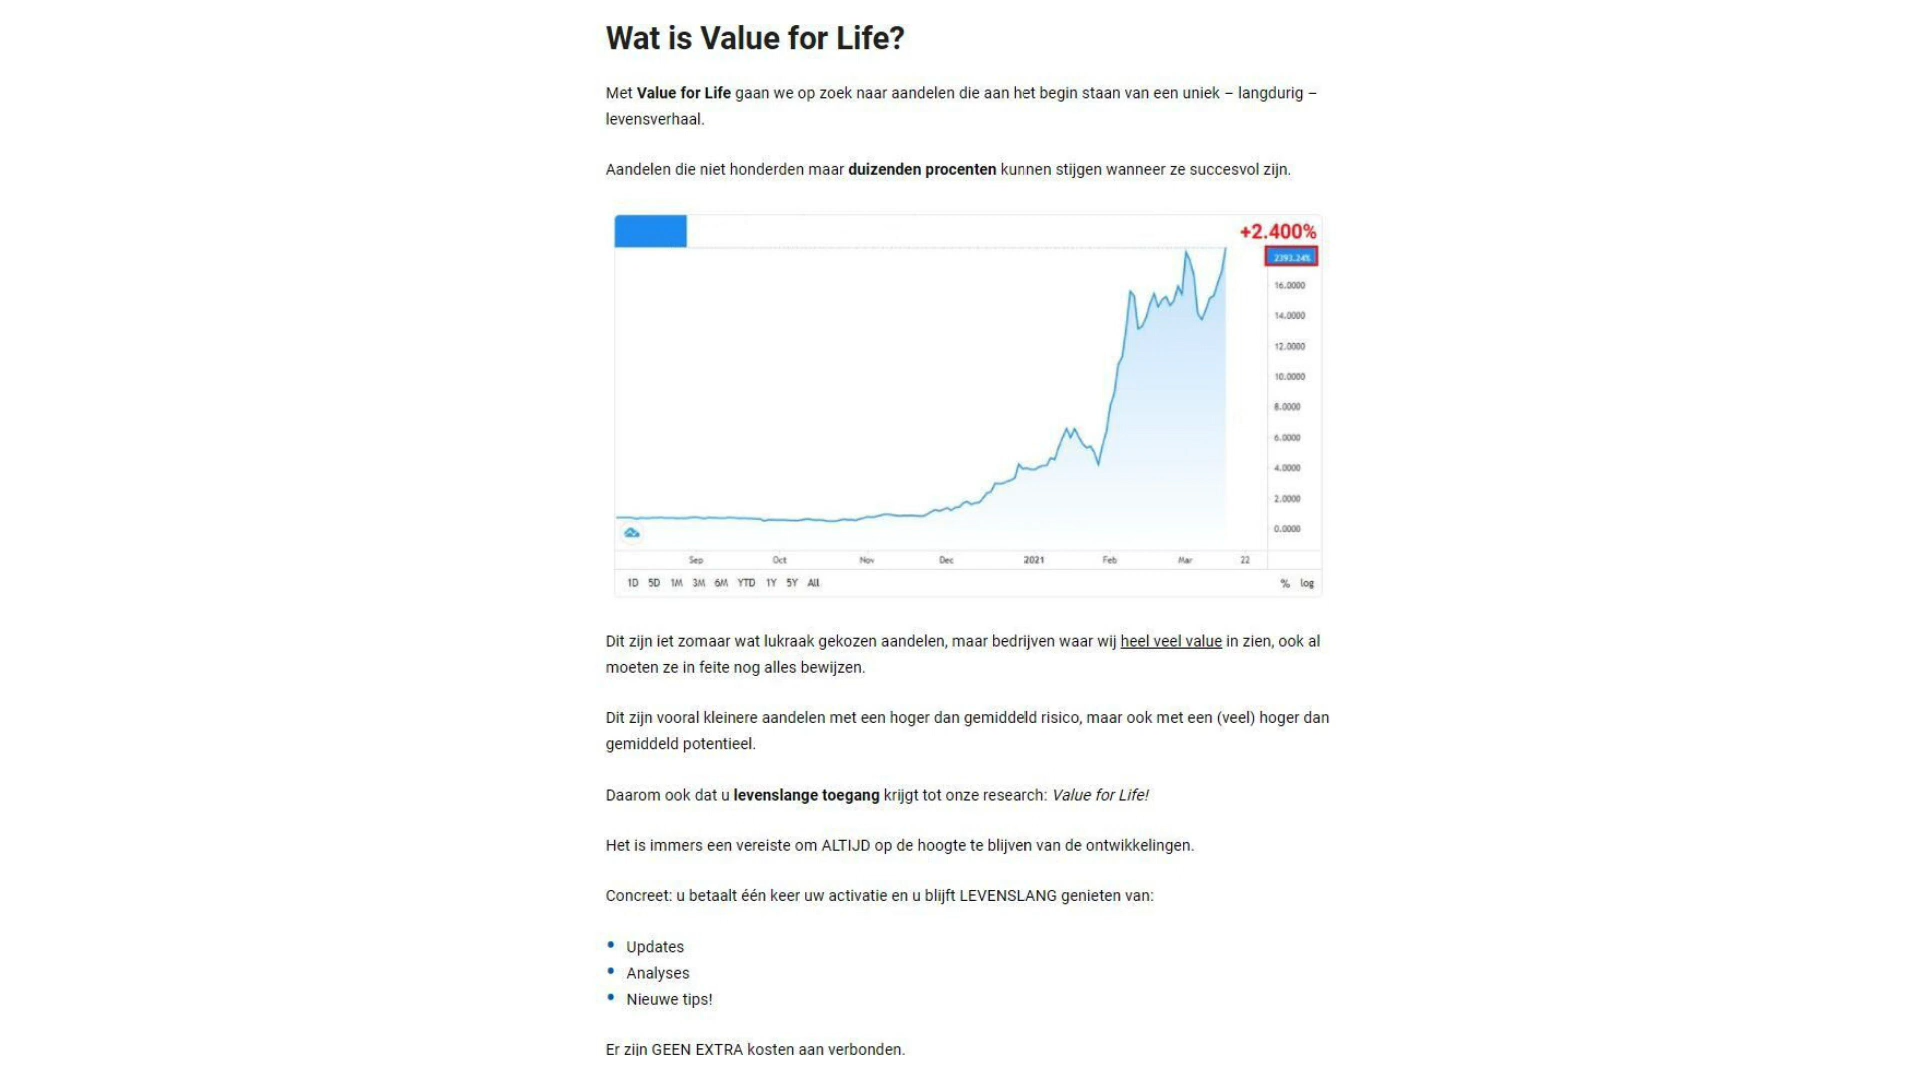 Wat is Value for Life?
Met Value for Life gaan we op zoek naar aandelen die aan het begin staan van een uniek – langdurig –
levensverhaal.
Aandelen die niet honderden maar duizenden procenten kunnen stijgen wanneer ze succesvol zijn.
+2.400%
2393.24%
16.0000
14.0000
12.0000
10.0000
8.0000
6.0000
4.0000
2.0000
0.0000
Sep Oct Nov Dec 2021 Feb Mar 22
1D 5D 1M 3M 6M YTD 1Y 5Y All % log
Dit zijn iet zomaar wat lukraak gekozen aandelen, maar bedrijven waar wij heel veel value in zien, ook al
moeten ze in feite nog alles bewijzen.
Dit zijn vooral kleinere aandelen met een hoger dan gemiddeld risico, maar ook met een (veel) hoger dan
gemiddeld potentieel.
Daarom ook dat u levenslange toegang krijgt tot onze research: Value for Life!
Het is immers een vereiste om ALTIJD op de hoogte te blijven van de ontwikkelingen.
Concreet: u betaalt één keer uw activatie en u blijft LEVENSLANG genieten van:
• Updates
• Analyses
• Nieuwe tips!
Er zijn GEEN EXTRA kosten aan verbonden.